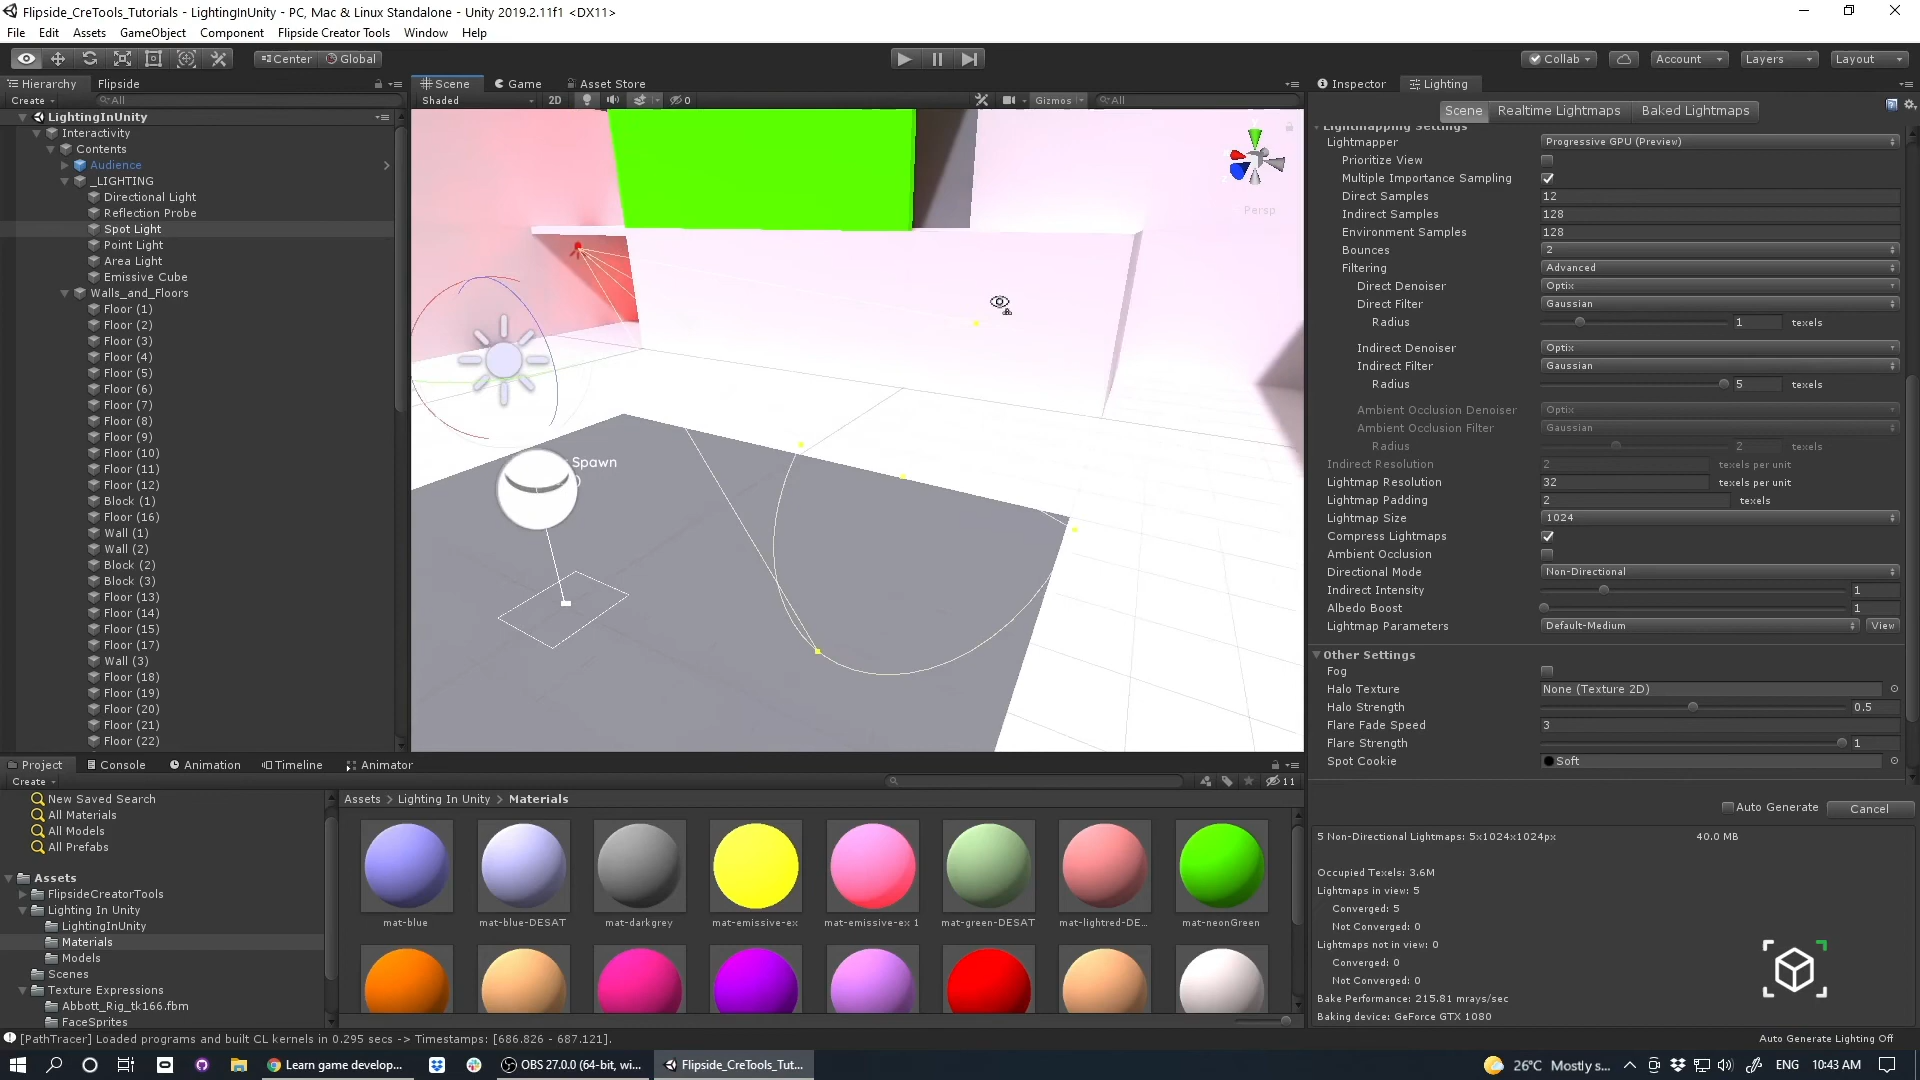 Flipside_CreTools_Tutorials - LightingInUnity - PC, Mac & Linux Standalone - Unity 2019.2.11f1 <DX11>
File Edit Assets GameObject Component Flipside Creator Tools Window Help
Center Global Collab Account Layers Layout
Hierarchy Flipside
Create All
LightingInUnity
Interactivity
Contents
Audience
_LIGHTING
Directional Light
Reflection Probe
Spot Light
Point Light
Area Light
Emissive Cube
Walls_and_Floors
Floor (1)
Floor (2)
Floor (3)
Floor (4)
Floor (5)
Floor (6)
Floor (7)
Floor (8)
Floor (9)
Floor (10)
Floor (11)
Floor (12)
Block (1)
Floor (16)
Wall (1)
Wall (2)
Block (2)
Block (3)
Floor (13)
Floor (14)
Floor (15)
Floor (17)
Wall (3)
Floor (18)
Floor (19)
Floor (20)
Floor (21)
Floor (22)
Scene Game Asset Store
Shaded 2D 0 Gizmos All
Persp
Spawn
Inspector Lighting
Scene Realtime Lightmaps Baked Lightmaps
Lightmapping Settings
Lightmapper Progressive GPU (Preview)
Prioritize View
Multiple Importance Sampling
Direct Samples 12
Indirect Samples 128
Environment Samples 128
Bounces 2
Filtering Advanced
Direct Denoiser Optix
Direct Filter Gaussian
Radius 1 texels
Indirect Denoiser Optix
Indirect Filter Gaussian
Radius 5 texels
Ambient Occlusion Denoiser Optix
Ambient Occlusion Filter Gaussian
Radius 2 texels
Indirect Resolution 2 texels per unit
Lightmap Resolution 32 texels per unit
Lightmap Padding 2 texels
Lightmap Size 1024
Compress Lightmaps
Ambient Occlusion
Directional Mode Non-Directional
Indirect Intensity 1
Albedo Boost 1
Lightmap Parameters Default-Medium View
Other Settings
Fog
Halo Texture None (Texture 2D)
Halo Strength 0.5
Flare Fade Speed 3
Flare Strength 1
Spot Cookie Soft
Auto Generate Cancel
5 Non-Directional Lightmaps: 5x1024x1024px 40.0 MB
Occupied Texels: 3.6M
Lightmaps in view: 5
Converged: 5
Not Converged: 0
Lightmaps not in view: 0
Converged: 0
Not Converged: 0
Bake Performance: 215.81 mrays/sec
Baking device: GeForce GTX 1080
Project Console Animation Timeline Animator
Create 11
New Saved Search
All Materials
All Models
All Prefabs
Assets
FlipsideCreatorTools
Lighting In Unity
LightingInUnity
Materials
Models
Scenes
Texture Expressions
Abbott_Rig_tk166.fbm
FaceSprites
Assets > Lighting In Unity > Materials
mat-blue mat-blue-DESAT mat-darkgrey mat-emissive-ex mat-emissive-ex 1 mat-green-DESAT mat-lightred-DE... mat-neonGreen
[PathTracer] Loaded programs and built CL kernels in 0.295 secs -> Timestamps: [686.826 - 687.121].
Auto Generate Lighting Off
Learn game develop... OBS 27.0.0 (64-bit, wi... Flipside_CreTools_Tut... 26°C Mostly s... ENG 10:43 AM